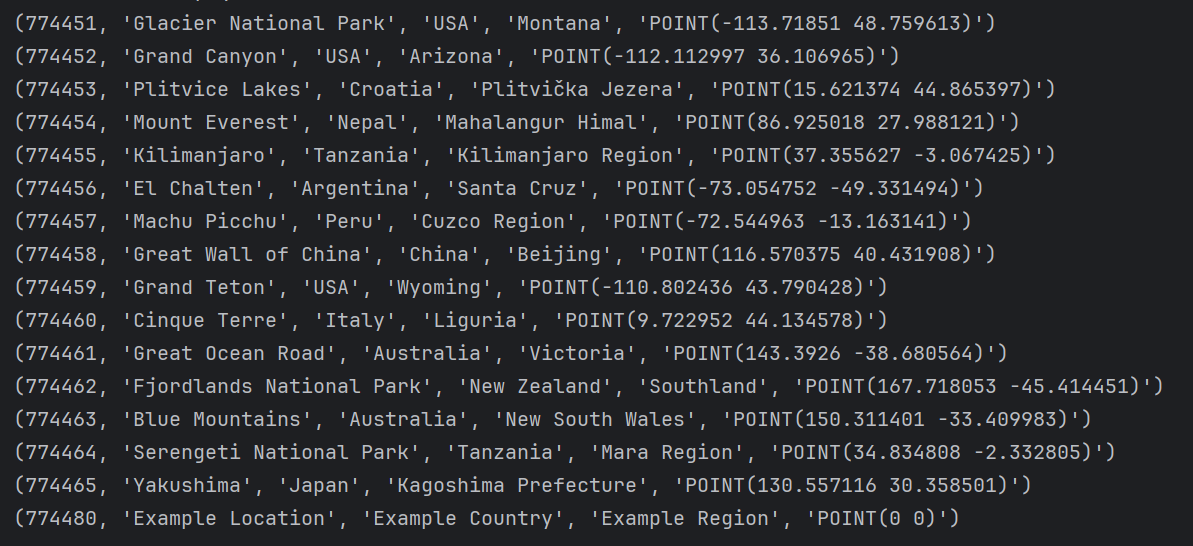 (774451, 'Glacier National Park', 'USA', 'Montana', 'POINT(-113.71851 48.759613)')
(774452, 'Grand Canyon', 'USA', 'Arizona', 'POINT(-112.112997 36.106965)')
(774453, 'Plitvice Lakes', 'Croatia', 'Plitvička Jezera', 'POINT(15.621374 44.865397)')
(774454, 'Mount Everest', 'Nepal', 'Mahalangur Himal', 'POINT(86.925018 27.988121)')
(774455, 'Kilimanjaro', 'Tanzania', 'Kilimanjaro Region', 'POINT(37.355627 -3.067425)')
(774456, 'El Chalten', 'Argentina', 'Santa Cruz', 'POINT(-73.054752 -49.331494)')
(774457, 'Machu Picchu', 'Peru', 'Cuzco Region', 'POINT(-72.544963 -13.163141)')
(774458, 'Great Wall of China', 'China', 'Beijing', 'POINT(116.570375 40.431908)')
(774459, 'Grand Teton', 'USA', 'Wyoming', 'POINT(-110.802436 43.790428)')
(774460, 'Cinque Terre', 'Italy', 'Liguria', 'POINT(9.722952 44.134578)')
(774461, 'Great Ocean Road', 'Australia', 'Victoria', 'POINT(143.3926 -38.680564)')
(774462, 'Fjordlands National Park', 'New Zealand', 'Southland', 'POINT(167.718053 -45.414451)')
(774463, 'Blue Mountains', 'Australia', 'New South Wales', 'POINT(150.311401 -33.409983)')
(774464, 'Serengeti National Park', 'Tanzania', 'Mara Region', 'POINT(34.834808 -2.332805)')
(774465, 'Yakushima', 'Japan', 'Kagoshima Prefecture', 'POINT(130.557116 30.358501)')
(774480, 'Example Location', 'Example Country', 'Example Region', 'POINT(0 0)')